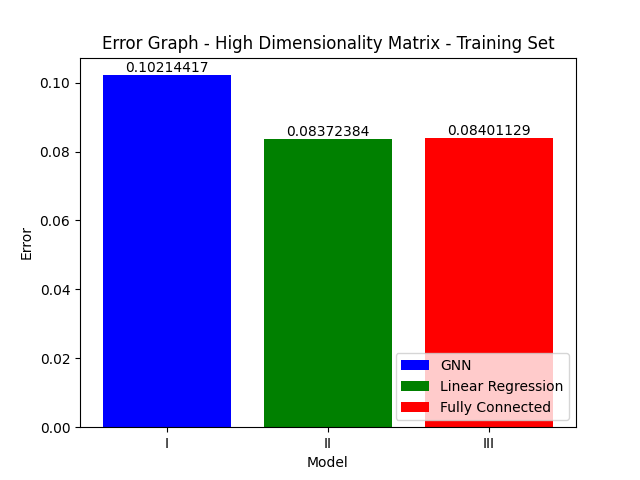 Error Graph - High Dimensionality Matrix - Training Set
0.10214417
0.08372384
0.08401129
0.10
0.08
0.06
0.04
0.02
0.00
Error
GNN
Linear Regression
Fully Connected
I
II
III
Model